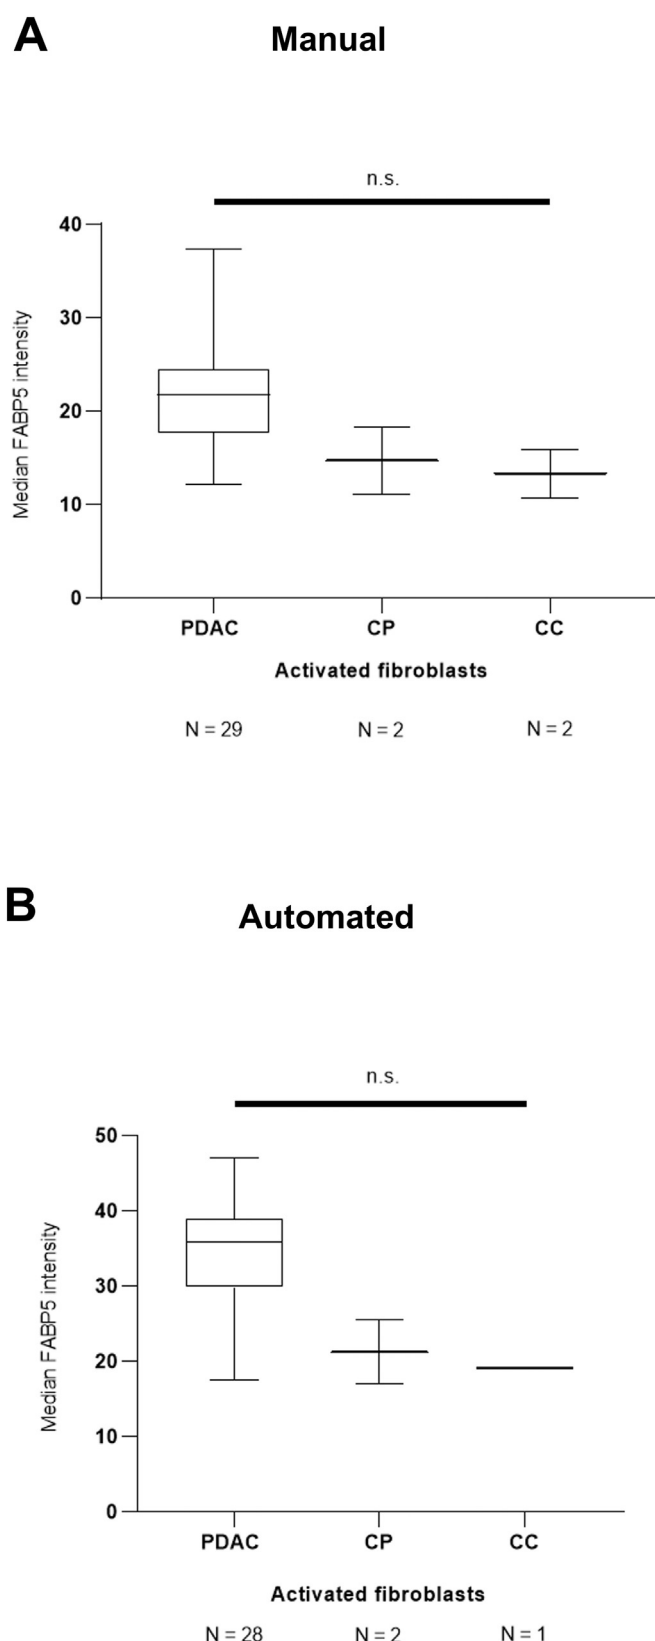 A
Manual
n.s.
40
30
20
10
0
Median FABP5 intensity
PDAC CP CC
Activated fibroblasts
N = 29 N = 2 N = 2
B
Automated
n.s.
50
40
30
20
10
0
Median FABP5 intensity
PDAC CP CC
Activated fibroblasts
N = 28 N = 2 N = 1